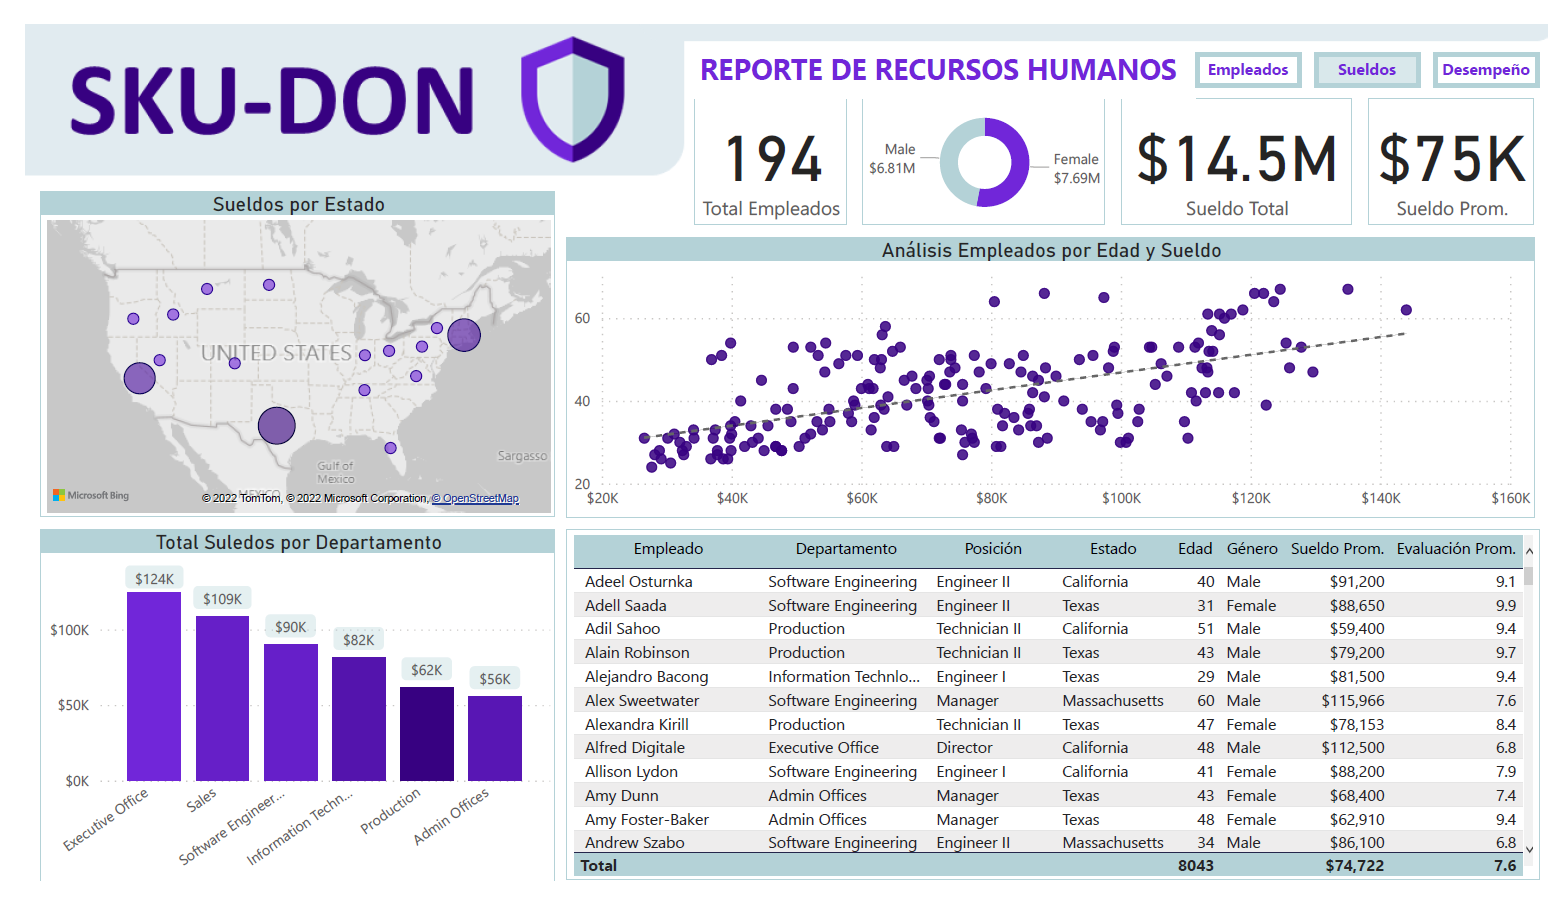 SKU-DON
REPORTE DE RECURSOS HUMANOS
Empleados
Sueldos
Desempeño
194
Total Empleados
Male
$6.81M
Female
$7.69M
$14.5M
Sueldo Total
$75K
Sueldo Prom.
Sueldos por Estado
UNITED STATES
Gulf of
Mexico
Sargasso
MEXICO
Microsoft Bing
© 2022 TomTom, © 2022 Microsoft Corporation, © OpenStreetMap
Análisis Empleados por Edad y Sueldo
60
40
20
$20K $40K $60K $80K $100K $120K $140K $160K
Total Suledos por Departamento
$124K
$109K
$90K
$82K
$62K
$56K
$100K
$50K
$0K
Executive Office
Sales
Software Engineer...
Information Techn...
Production
Admin Offices
Empleado Departamento Posición Estado Edad Género Sueldo Prom. Evaluación Prom.
Adeel Osturnka Software Engineering Engineer II California 40 Male $91,200 9.1
Adell Saada Software Engineering Engineer II Texas 31 Female $88,650 9.9
Adil Sahoo Production Technician II California 51 Male $59,400 9.4
Alain Robinson Production Technician II Texas 43 Male $79,200 9.7
Alejandro Bacong Information Technlo... Engineer I Texas 29 Male $81,500 9.4
Alex Sweetwater Software Engineering Manager Massachusetts 60 Male $115,966 7.6
Alexandra Kirill Production Technician II Texas 47 Female $78,153 8.4
Alfred Digitale Executive Office Director California 48 Male $112,500 6.8
Allison Lydon Software Engineering Engineer I California 41 Female $88,200 7.9
Amy Dunn Admin Offices Manager Texas 43 Female $68,400 7.4
Amy Foster-Baker Admin Offices Manager Texas 48 Female $62,910 9.4
Andrew Szabo Software Engineering Engineer II Massachusetts 34 Male $86,100 6.8
Total 8043 $74,722 7.6